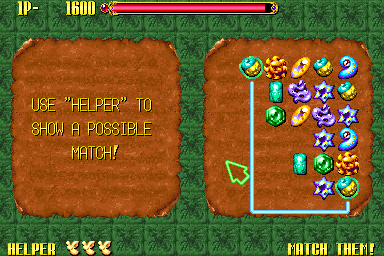 1P- 1600
USE "HELPER" TO
SHOW A POSSIBLE
MATCH!
HELPER
MATCH THEM!